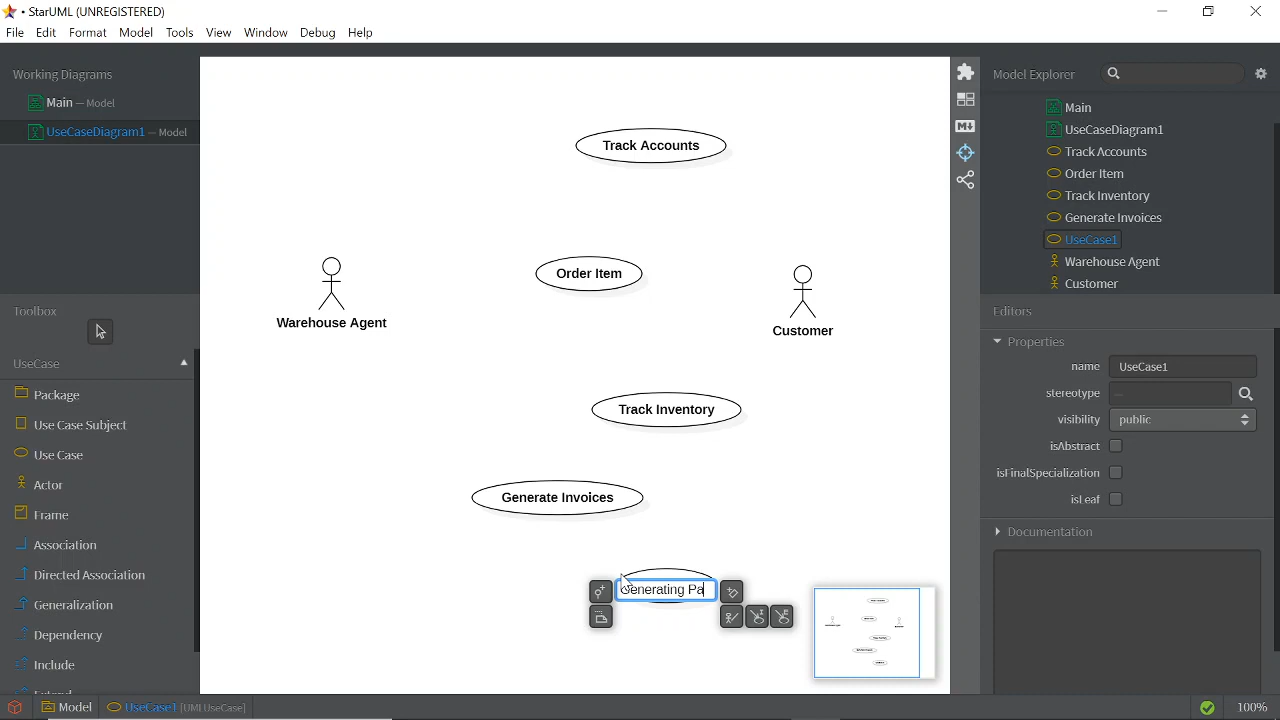 • StarUML (UNREGISTERED)
File Edit Format Model Tools View Window Debug Help
Working Diagrams
Main — Model
UseCaseDiagram1 — Model
Toolbox
UseCase
Package
Use Case Subject
Use Case
Actor
Frame
Association
Directed Association
Generalization
Dependency
Include
Extend
Track Accounts
Order Item
Warehouse Agent
Customer
Track Inventory
Generate Invoices
Generating Pa
Model Explorer
Main
UseCaseDiagram1
Track Accounts
Order Item
Track Inventory
Generate Invoices
UseCase1
Warehouse Agent
Customer
Editors
Properties
name UseCase1
stereotype —
visibility public
isAbstract
isFinalSpecialization
isLeaf
Documentation
Model UseCase1 [UMLUseCase]
100%